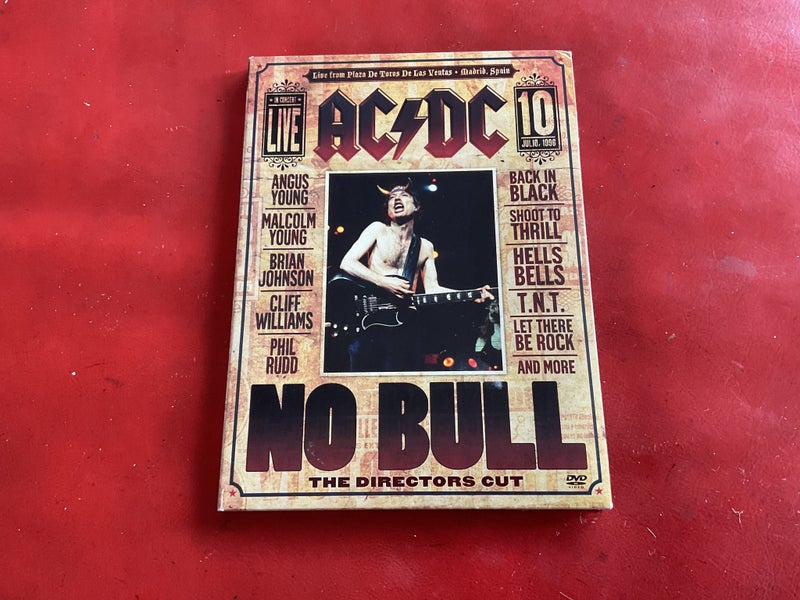 Live from Plaza De Toros De Las Ventas • Madrid, Spain
IN CONCERT
LIVE
AC/DC
10
JULIO, 1996
ANGUS
YOUNG
MALCOLM
YOUNG
BRIAN
JOHNSON
CLIFF
WILLIAMS
PHIL
RUDD
BACK IN
BLACK
SHOOT TO
THRILL
HELLS
BELLS
T.N.T.
LET THERE
BE ROCK
AND MORE
NO BULL
THE DIRECTORS CUT
DVD
VIDEO